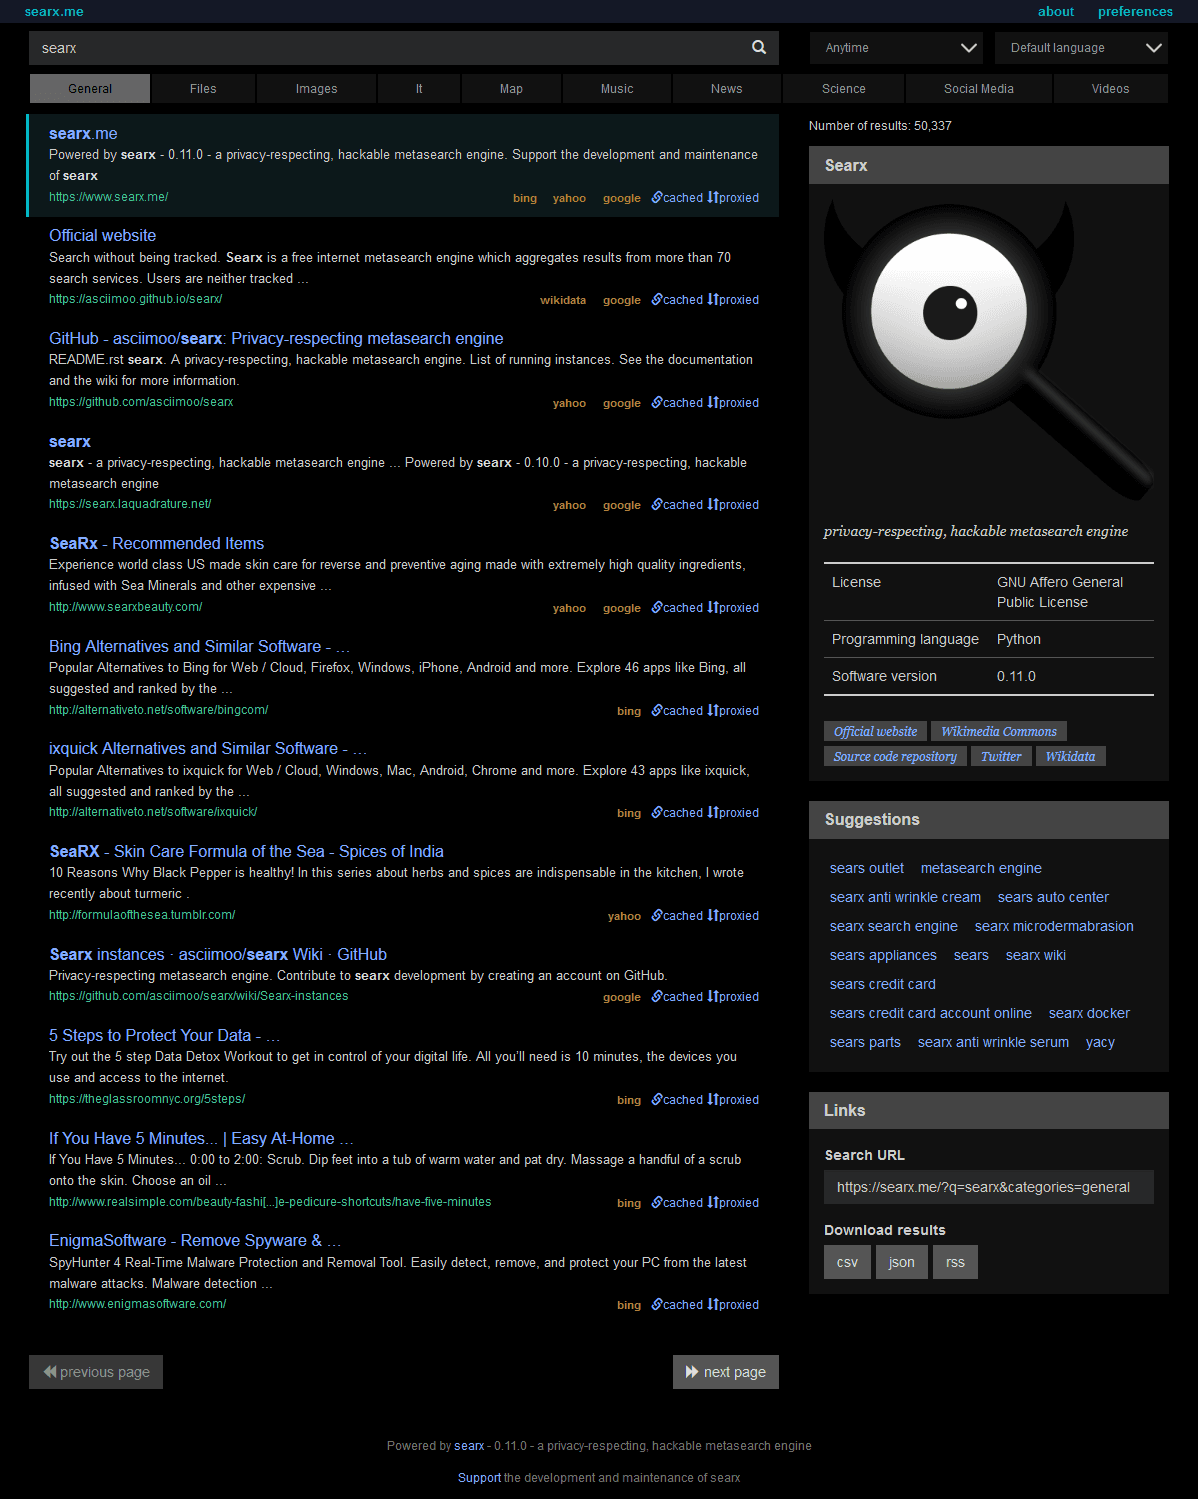 searx.me about preferences
searx Anytime Default language
General Files Images It Map Music News Science Social Media Videos
searx.me
Powered by searx - 0.11.0 - a privacy-respecting, hackable metasearch engine. Support the development and maintenance
of searx
https://www.searx.me/ bing yahoo google cached proxied
Official website
Search without being tracked. Searx is a free internet metasearch engine which aggregates results from more than 70
search services. Users are neither tracked ...
https://asciimoo.github.io/searx/ wikidata google cached proxied
GitHub - asciimoo/searx: Privacy-respecting metasearch engine
README.rst searx. A privacy-respecting, hackable metasearch engine. List of running instances. See the documentation
and the wiki for more information.
https://github.com/asciimoo/searx yahoo google cached proxied
searx
searx - a privacy-respecting, hackable metasearch engine ... Powered by searx - 0.10.0 - a privacy-respecting, hackable
metasearch engine
https://searx.laquadrature.net/ yahoo google cached proxied
SeaRx - Recommended Items
Experience world class US made skin care for reverse and preventive aging made with extremely high quality ingredients,
infused with Sea Minerals and other expensive ...
http://www.searxbeauty.com/ yahoo google cached proxied
Bing Alternatives and Similar Software - ...
Popular Alternatives to Bing for Web / Cloud, Firefox, Windows, iPhone, Android and more. Explore 46 apps like Bing, all
suggested and ranked by the ...
http://alternativeto.net/software/bingcom/ bing cached proxied
ixquick Alternatives and Similar Software - ...
Popular Alternatives to ixquick for Web / Cloud, Windows, Mac, Android, Chrome and more. Explore 43 apps like ixquick,
all suggested and ranked by the ...
http://alternativeto.net/software/ixquick/ bing cached proxied
SeaRX - Skin Care Formula of the Sea - Spices of India
10 Reasons Why Black Pepper is healthy! In this series about herbs and spices are indispensable in the kitchen, I wrote
recently about turmeric .
http://formulaofthesea.tumblr.com/ yahoo cached proxied
Searx instances · asciimoo/searx Wiki · GitHub
Privacy-respecting metasearch engine. Contribute to searx development by creating an account on GitHub.
https://github.com/asciimoo/searx/wiki/Searx-instances google cached proxied
5 Steps to Protect Your Data - ...
Try out the 5 step Data Detox Workout to get in control of your digital life. All you'll need is 10 minutes, the devices you
use and access to the internet.
https://theglassroomnyc.org/5steps/ bing cached proxied
If You Have 5 Minutes... | Easy At-Home ...
If You Have 5 Minutes... 0:00 to 2:00: Scrub. Dip feet into a tub of warm water and pat dry. Massage a handful of a scrub
onto the skin. Choose an oil ...
http://www.realsimple.com/beauty-fashi[...]e-pedicure-shortcuts/have-five-minutes bing cached proxied
EnigmaSoftware - Remove Spyware & ...
SpyHunter 4 Real-Time Malware Protection and Removal Tool. Easily detect, remove, and protect your PC from the latest
malware attacks. Malware detection ...
http://www.enigmasoftware.com/ bing cached proxied
previous page next page
Number of results: 50,337
Searx
privacy-respecting, hackable metasearch engine
License GNU Affero General
Public License
Programming language Python
Software version 0.11.0
Official website Wikimedia Commons
Source code repository Twitter Wikidata
Suggestions
sears outlet metasearch engine
searx anti wrinkle cream sears auto center
searx search engine searx microdermabrasion
sears appliances sears searx wiki
sears credit card
sears credit card account online searx docker
sears parts searx anti wrinkle serum yacy
Links
Search URL
https://searx.me/?q=searx&categories=general
Download results
csv json rss
Powered by searx - 0.11.0 - a privacy-respecting, hackable metasearch engine
Support the development and maintenance of searx